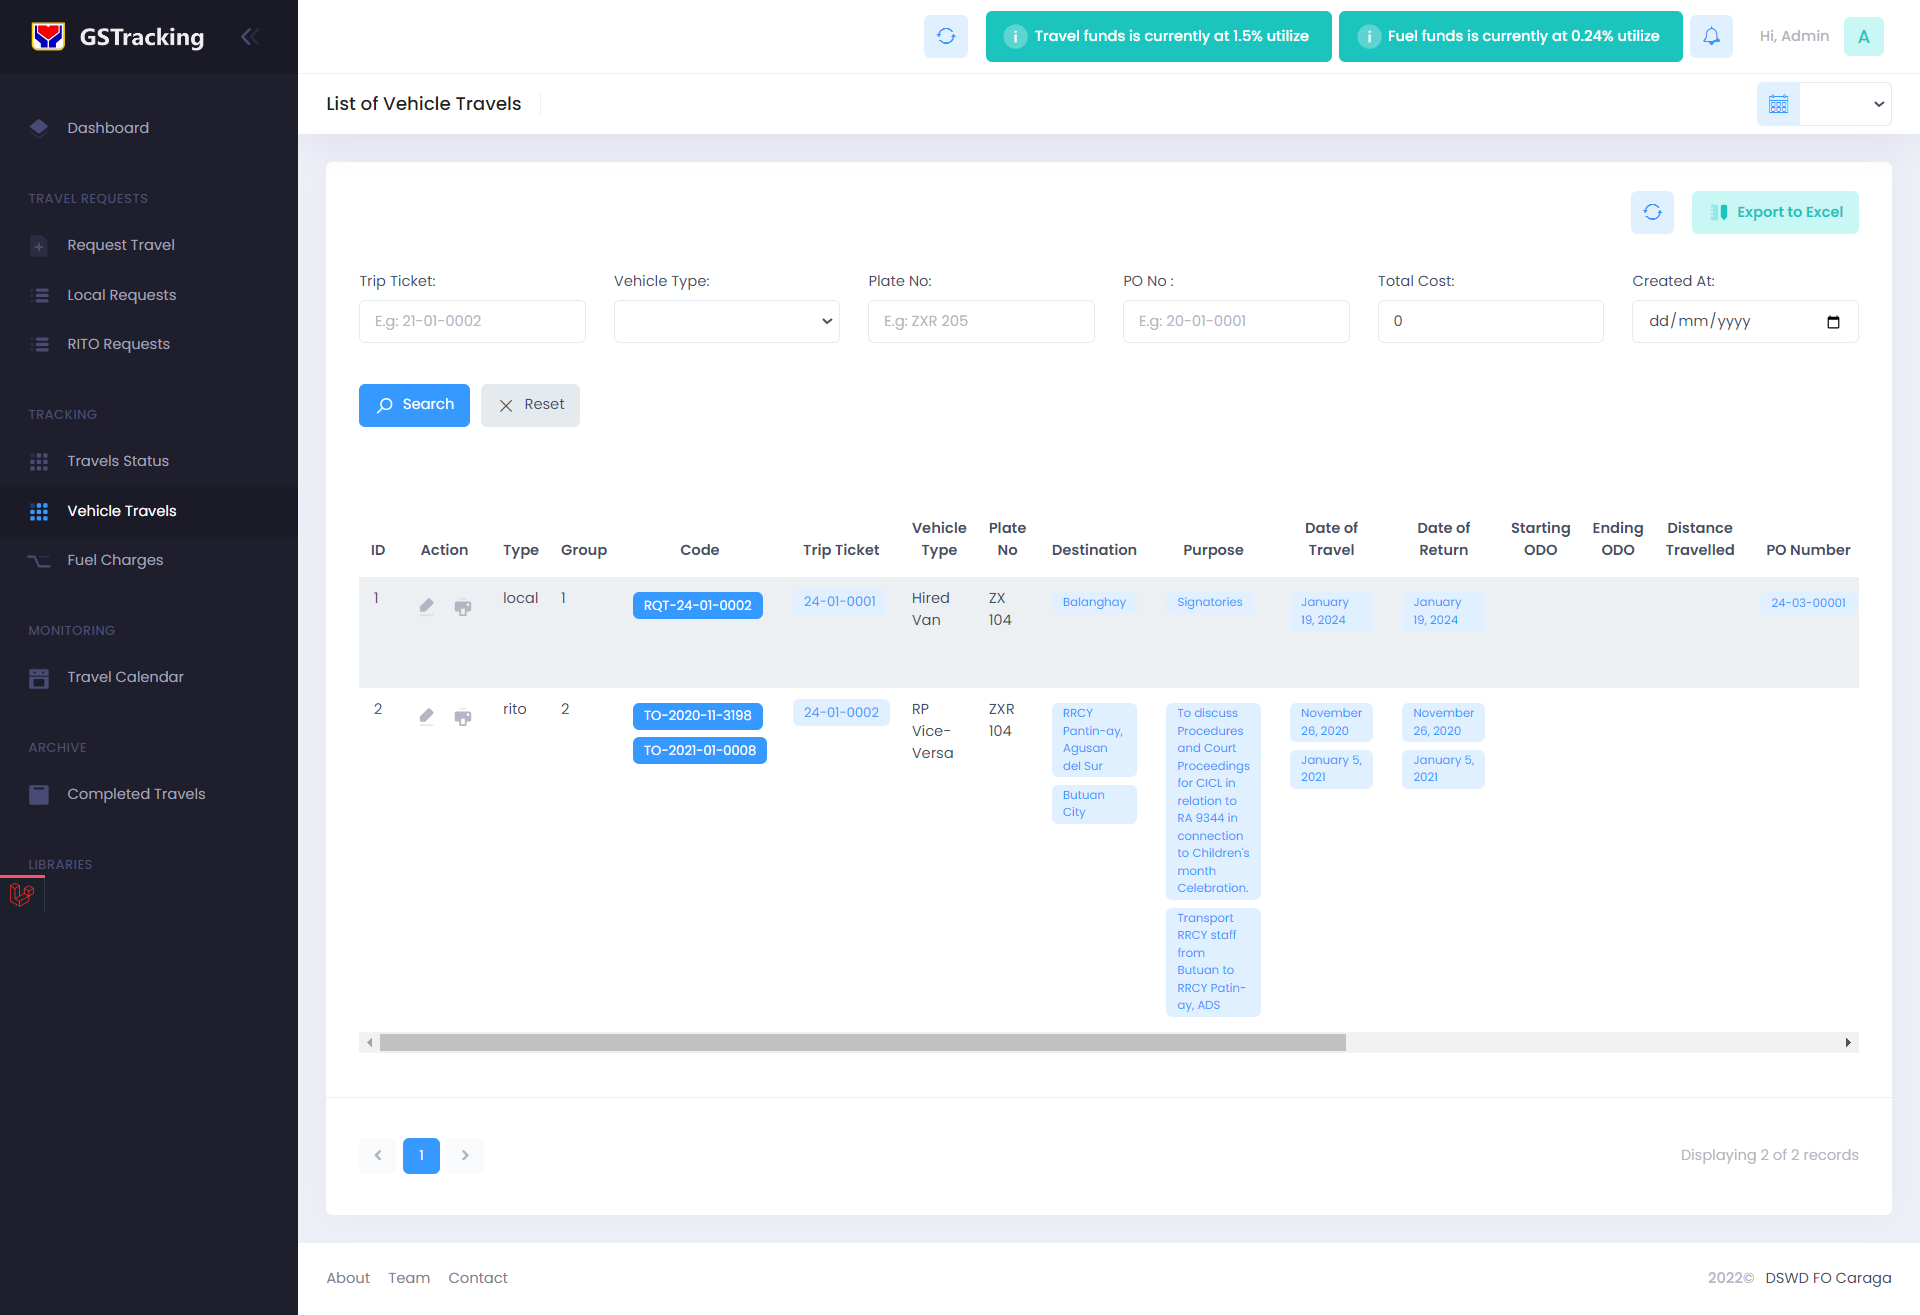 GSTracking
Travel funds is currently at 1.5% utilize
Fuel funds is currently at 0.24% utilize
Hi, Admin
A
List of Vehicle Travels
Dashboard
TRAVEL REQUESTS
Request Travel
Local Requests
RITO Requests
TRACKING
Travels Status
Vehicle Travels
Fuel Charges
MONITORING
Travel Calendar
ARCHIVE
Completed Travels
LIBRARIES
Export to Excel
Trip Ticket:
E.g: 21-01-0002
Vehicle Type:
Plate No:
E.g: ZXR 205
PO No :
E.g: 20-01-0001
Total Cost:
0
Created At:
dd/mm/yyyy
Search
Reset
ID
Action
Type
Group
Code
Trip Ticket
Vehicle
Type
Plate
No
Destination
Purpose
Date of
Travel
Date of
Return
Starting
ODO
Ending
ODO
Distance
Travelled
PO Number
1
local
1
RQT-24-01-0002
24-01-0001
Hired
Van
ZX
104
Balanghay
Signatories
January
19, 2024
January
19, 2024
24-03-00001
2
rito
2
TO-2020-11-3198
TO-2021-01-0008
24-01-0002
RP
Vice-
Versa
ZXR
104
RRCY
Pantin-ay,
Agusan
del Sur
Butuan
City
To discuss
Procedures
and Court
Proceedings
for CICL in
relation to
RA 9344 in
connection
to Children's
month
Celebration.
Transport
RRCY staff
from
Butuan to
RRCY Patin-
ay, ADS
November
26, 2020
January 5,
2021
November
26, 2020
January 5,
2021
1
Displaying 2 of 2 records
About
Team
Contact
2022© DSWD FO Caraga